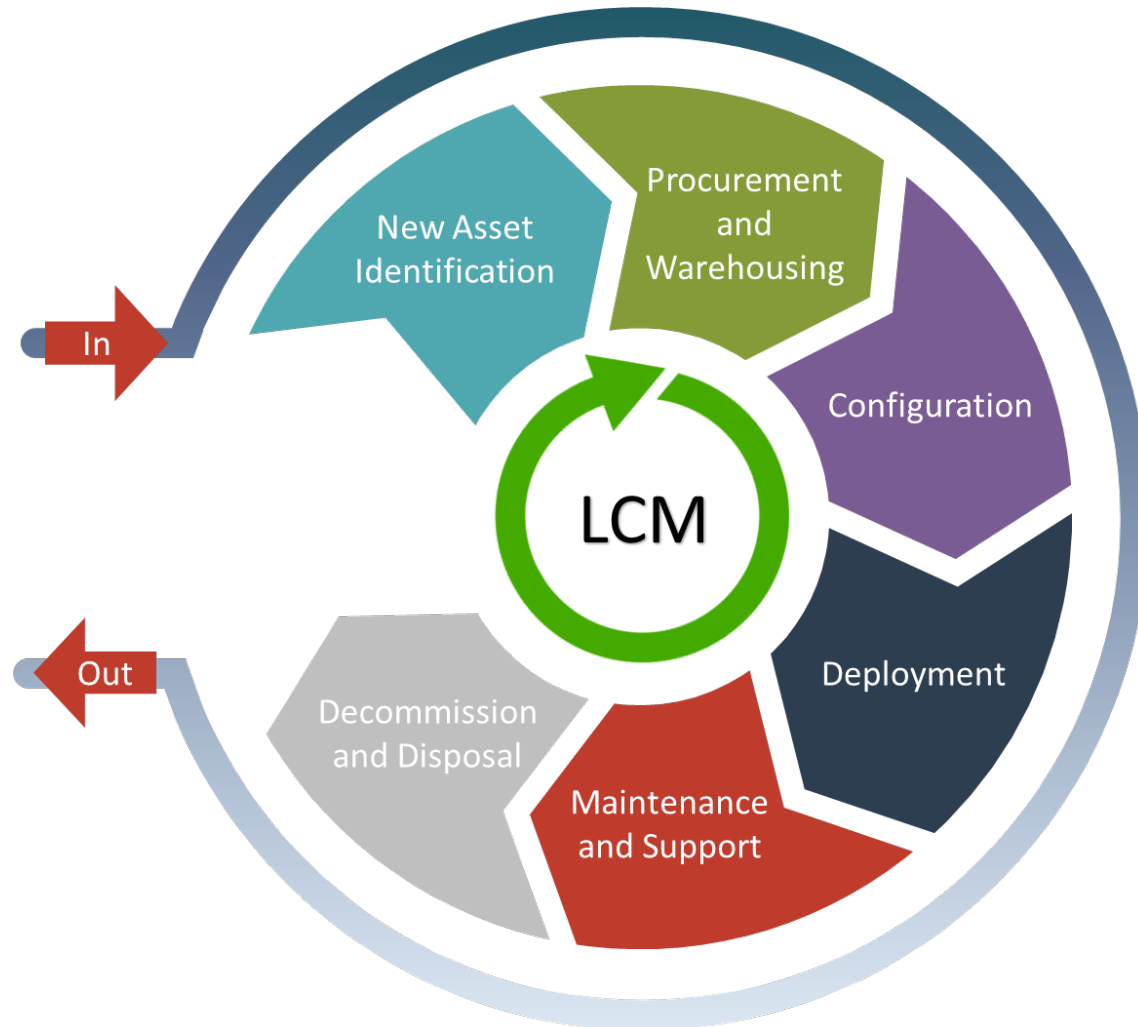 In
New Asset
Identification
Procurement
and
Warehousing
Configuration
Deployment
Maintenance
and Support
Decommission
and Disposal
Out
LCM